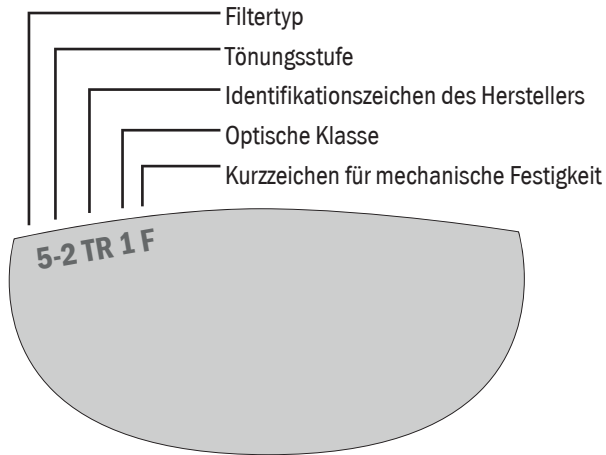 Filtertyp
Tönungsstufe
Identifikationszeichen des Herstellers
Optische Klasse
Kurzzeichen für mechanische Festigkeit
5-2 TR 1 F